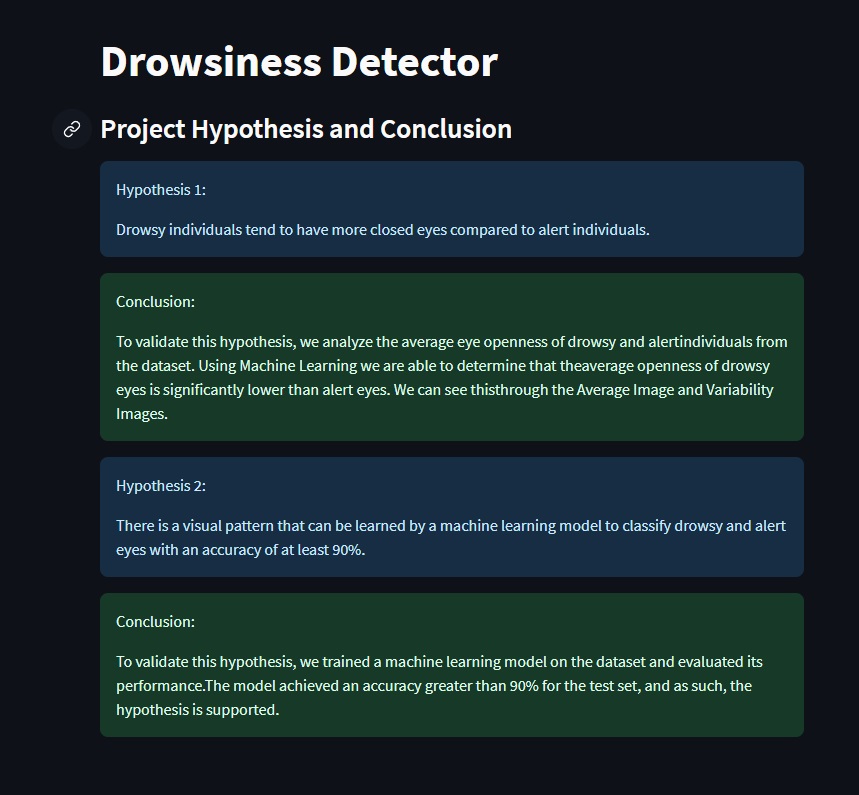 Drowsiness Detector
Project Hypothesis and Conclusion
Hypothesis 1:
Drowsy individuals tend to have more closed eyes compared to alert individuals.
Conclusion:
To validate this hypothesis, we analyze the average eye openness of drowsy and alertindividuals from
the dataset. Using Machine Learning we are able to determine that theaverage openness of drowsy
eyes is significantly lower than alert eyes. We can see thisthrough the Average Image and Variability
Images.
Hypothesis 2:
There is a visual pattern that can be learned by a machine learning model to classify drowsy and alert
eyes with an accuracy of at least 90%.
Conclusion:
To validate this hypothesis, we trained a machine learning model on the dataset and evaluated its
performance.The model achieved an accuracy greater than 90% for the test set, and as such, the
hypothesis is supported.